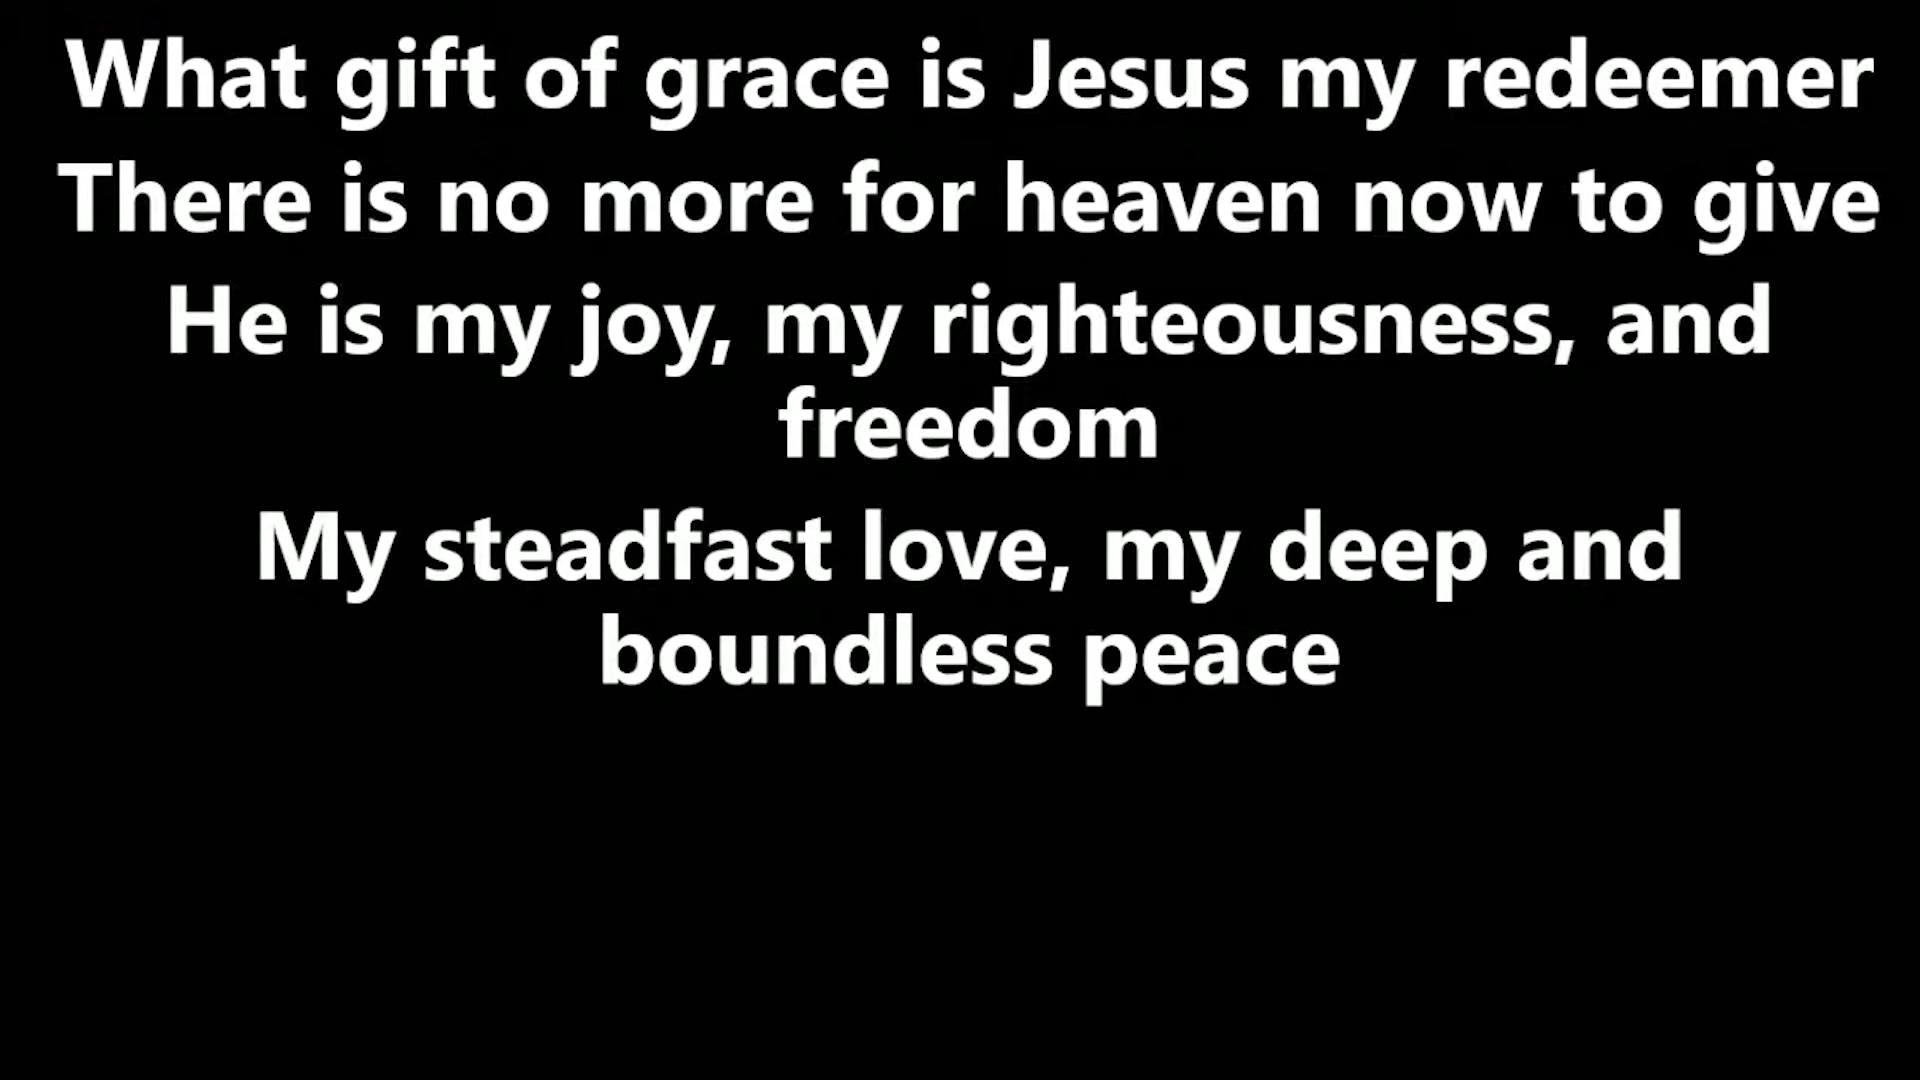 What gift of grace is Jesus my redeemer
There is no more for heaven now to give
He is my joy, my righteousness, and
freedom
My steadfast love, my deep and
boundless peace